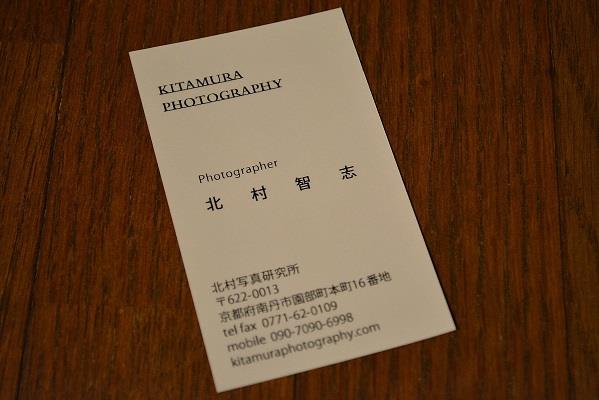 KITAMURA
PHOTOGRAPHY
Photographer
北村智志
北村写真研究所
〒622-0013
京都府南丹市園部町本町16番地
tel fax 0771-62-0109
mobile 090-7090-6998
kitamuraphotography.com